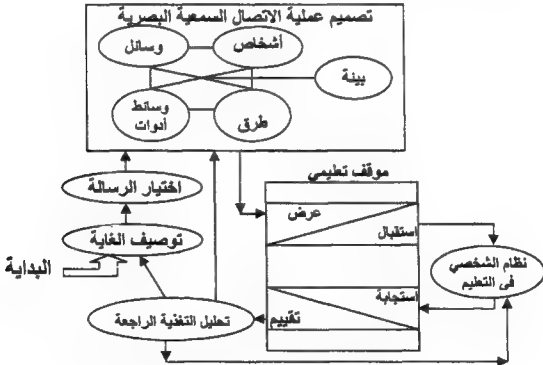 تصميم عملية الاتصال السمعية البصرية
أشخاص
وسائل
بيئة
وسائط
أدوات
طرق
اختيار الرسالة
موقف تعليمي
عرض
استقبال
توصيف الغاية
البداية
نظام الشخصي
فى التعليم
استجابة
تقييم
تحليل التغذية الراجعة